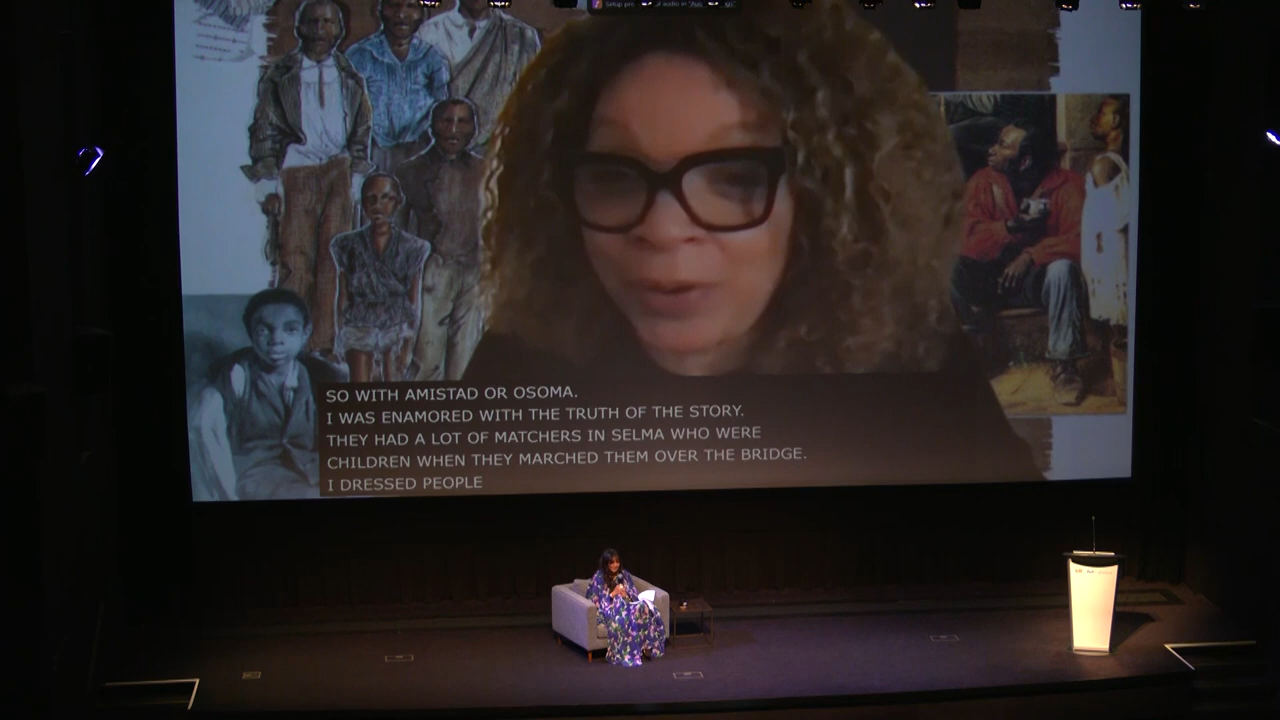 SO WITH AMISTAD OR OSOMA.
I WAS ENAMORED WITH THE TRUTH OF THE STORY.
THEY HAD A LOT OF MATCHERS IN SELMA WHO WERE
CHILDREN WHEN THEY MARCHED THEM OVER THE BRIDGE.
I DRESSED PEOPLE